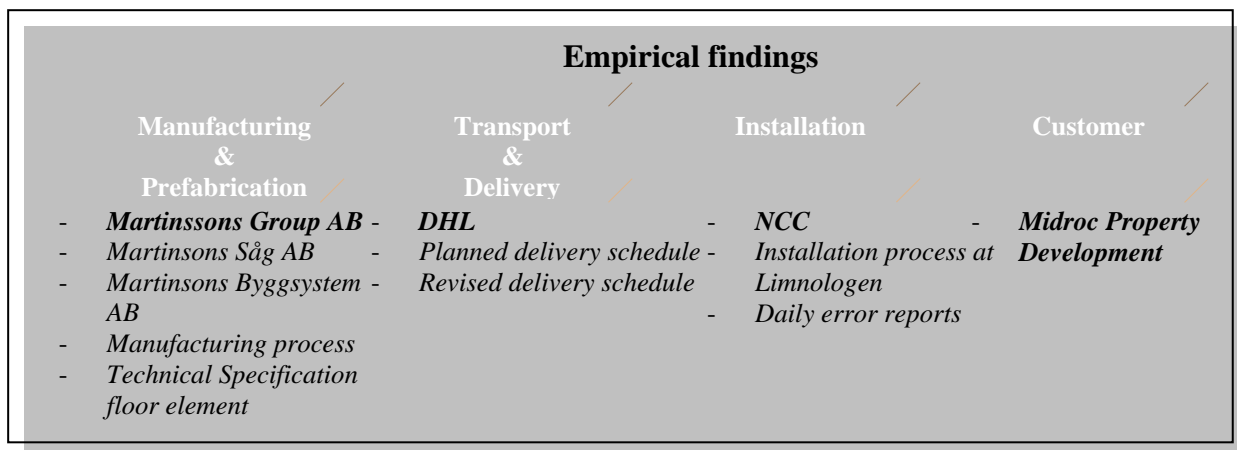 Empirical findings
Manufacturing
&
Prefabrication
- Martinssons Group AB
- Martinsons Såg AB
- Martinsons Byggsystem
AB
- Manufacturing process
- Technical Specification
floor element
Transport
&
Delivery
- DHL
- Planned delivery schedule
- Revised delivery schedule
Installation
- NCC
- Installation process at
Limnologen
- Daily error reports
Customer
- Midroc Property
Development